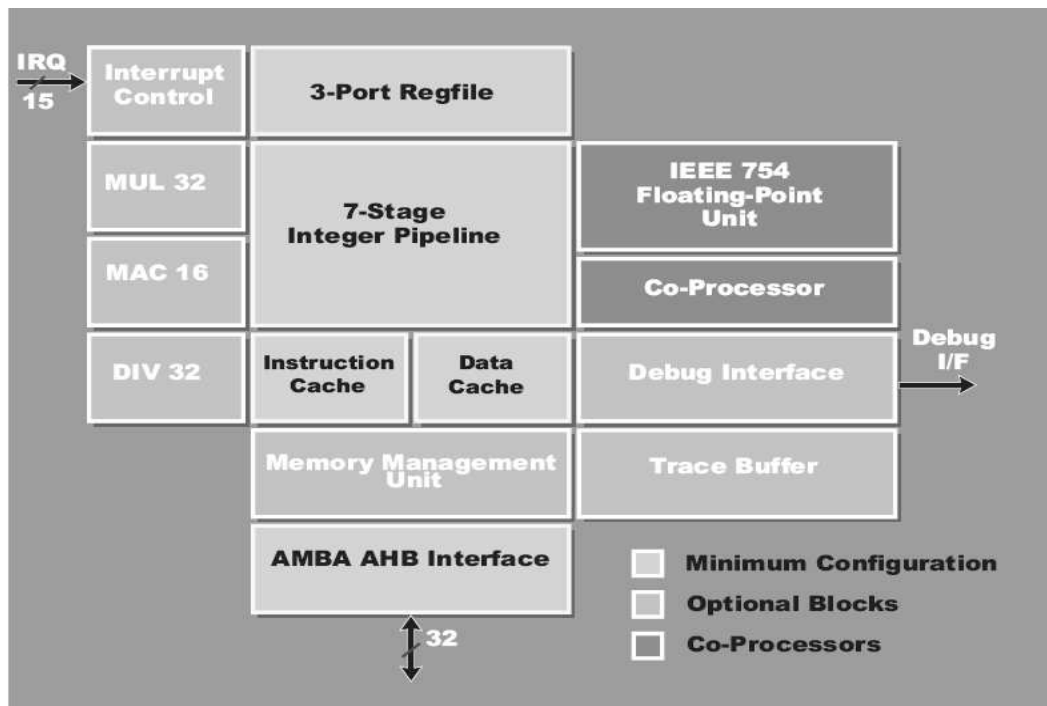 IRQ
15
Interrupt
Control
3-Port Regfile
MUL 32
7-Stage
Integer Pipeline
IEEE 754
Floating-Point
Unit
MAC 16
Co-Processor
DIV 32
Instruction
Cache
Data
Cache
Debug Interface
Debug
I/F
Memory Management
Unit
Trace Buffer
AMBA AHB Interface
32
Minimum Configuration
Optional Blocks
Co-Processors